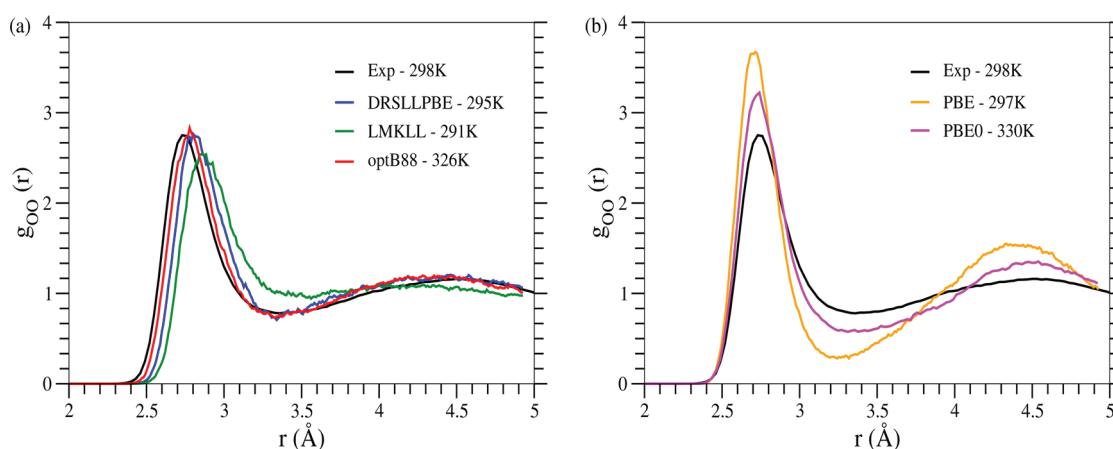 (a)
4
3
2
1
0
g_OO (r)
Exp - 298K
DRSLLPBE - 295K
LMKLL - 291K
optB88 - 326K
2 2.5 3 3.5 4 4.5 5
r (Å)
(b)
4
3
2
1
0
g_OO (r)
Exp - 298K
PBE - 297K
PBE0 - 330K
2 2.5 3 3.5 4 4.5 5
r (Å)